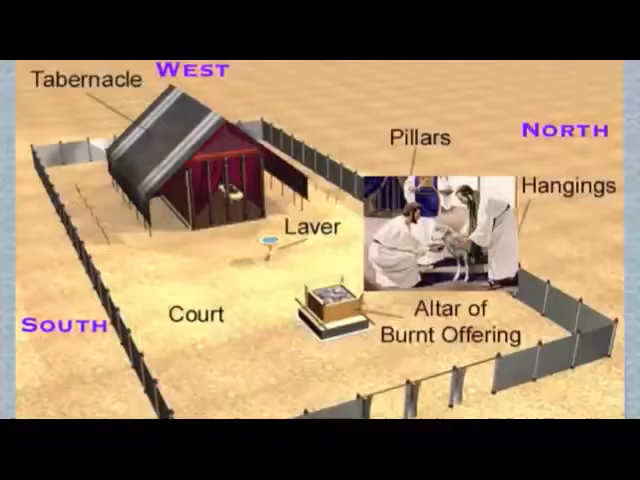 WEST
Tabernacle
NORTH
Pillars
Hangings
Laver
Court
SOUTH
Altar of
Burnt Offering